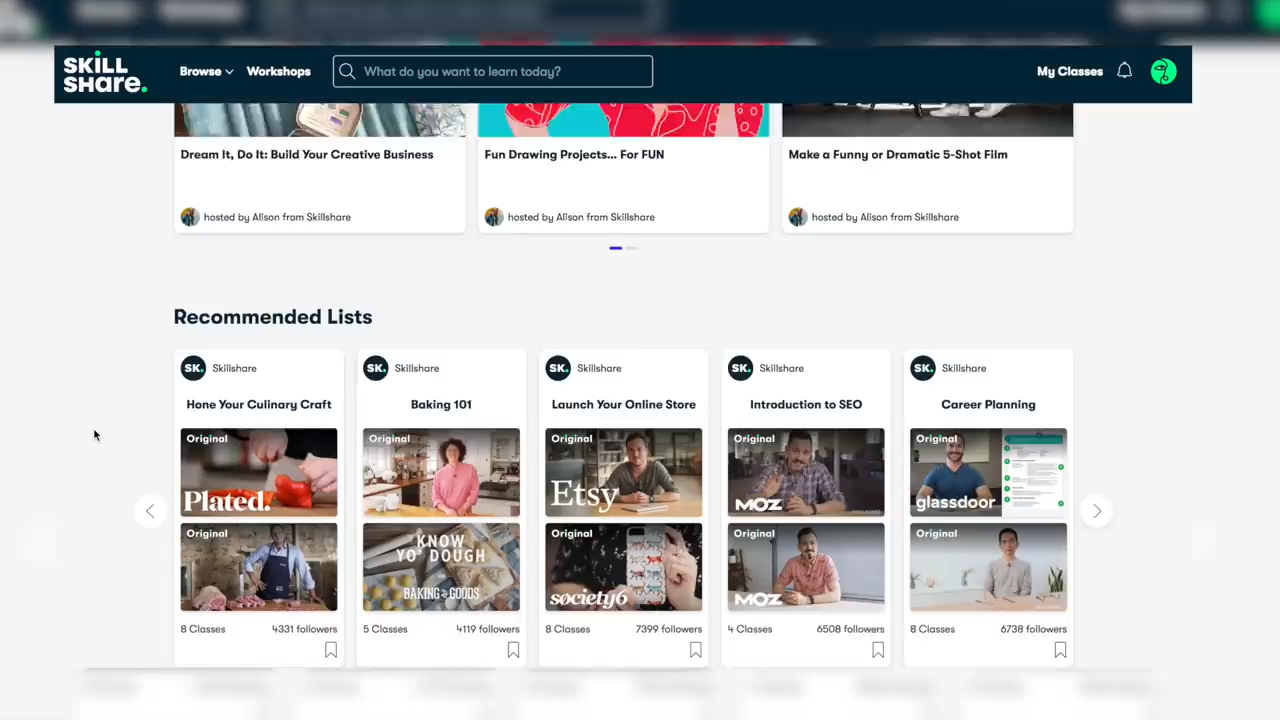 SKILL
SHARE.
Browse
Workshops
What do you want to learn today?
My Classes
Dream It, Do It: Build Your Creative Business
Fun Drawing Projects... For FUN
Make a Funny or Dramatic 5-Shot Film
hosted by Alison from Skillshare
hosted by Alison from Skillshare
hosted by Alison from Skillshare
Recommended Lists
SK. Skillshare
SK. Skillshare
SK. Skillshare
SK. Skillshare
SK. Skillshare
Hone Your Culinary Craft
Baking 101
Launch Your Online Store
Introduction to SEO
Career Planning
Original
Original
Original
Original
Original
Plated.
Etsy
MOZ
glassdoor
Original
KNOW
YO' DOUGH
BAKING & GOODS
Original
society6
Original
MOZ
Original
8 Classes 4331 followers
5 Classes 4119 followers
8 Classes 7399 followers
4 Classes 6508 followers
8 Classes 6738 followers